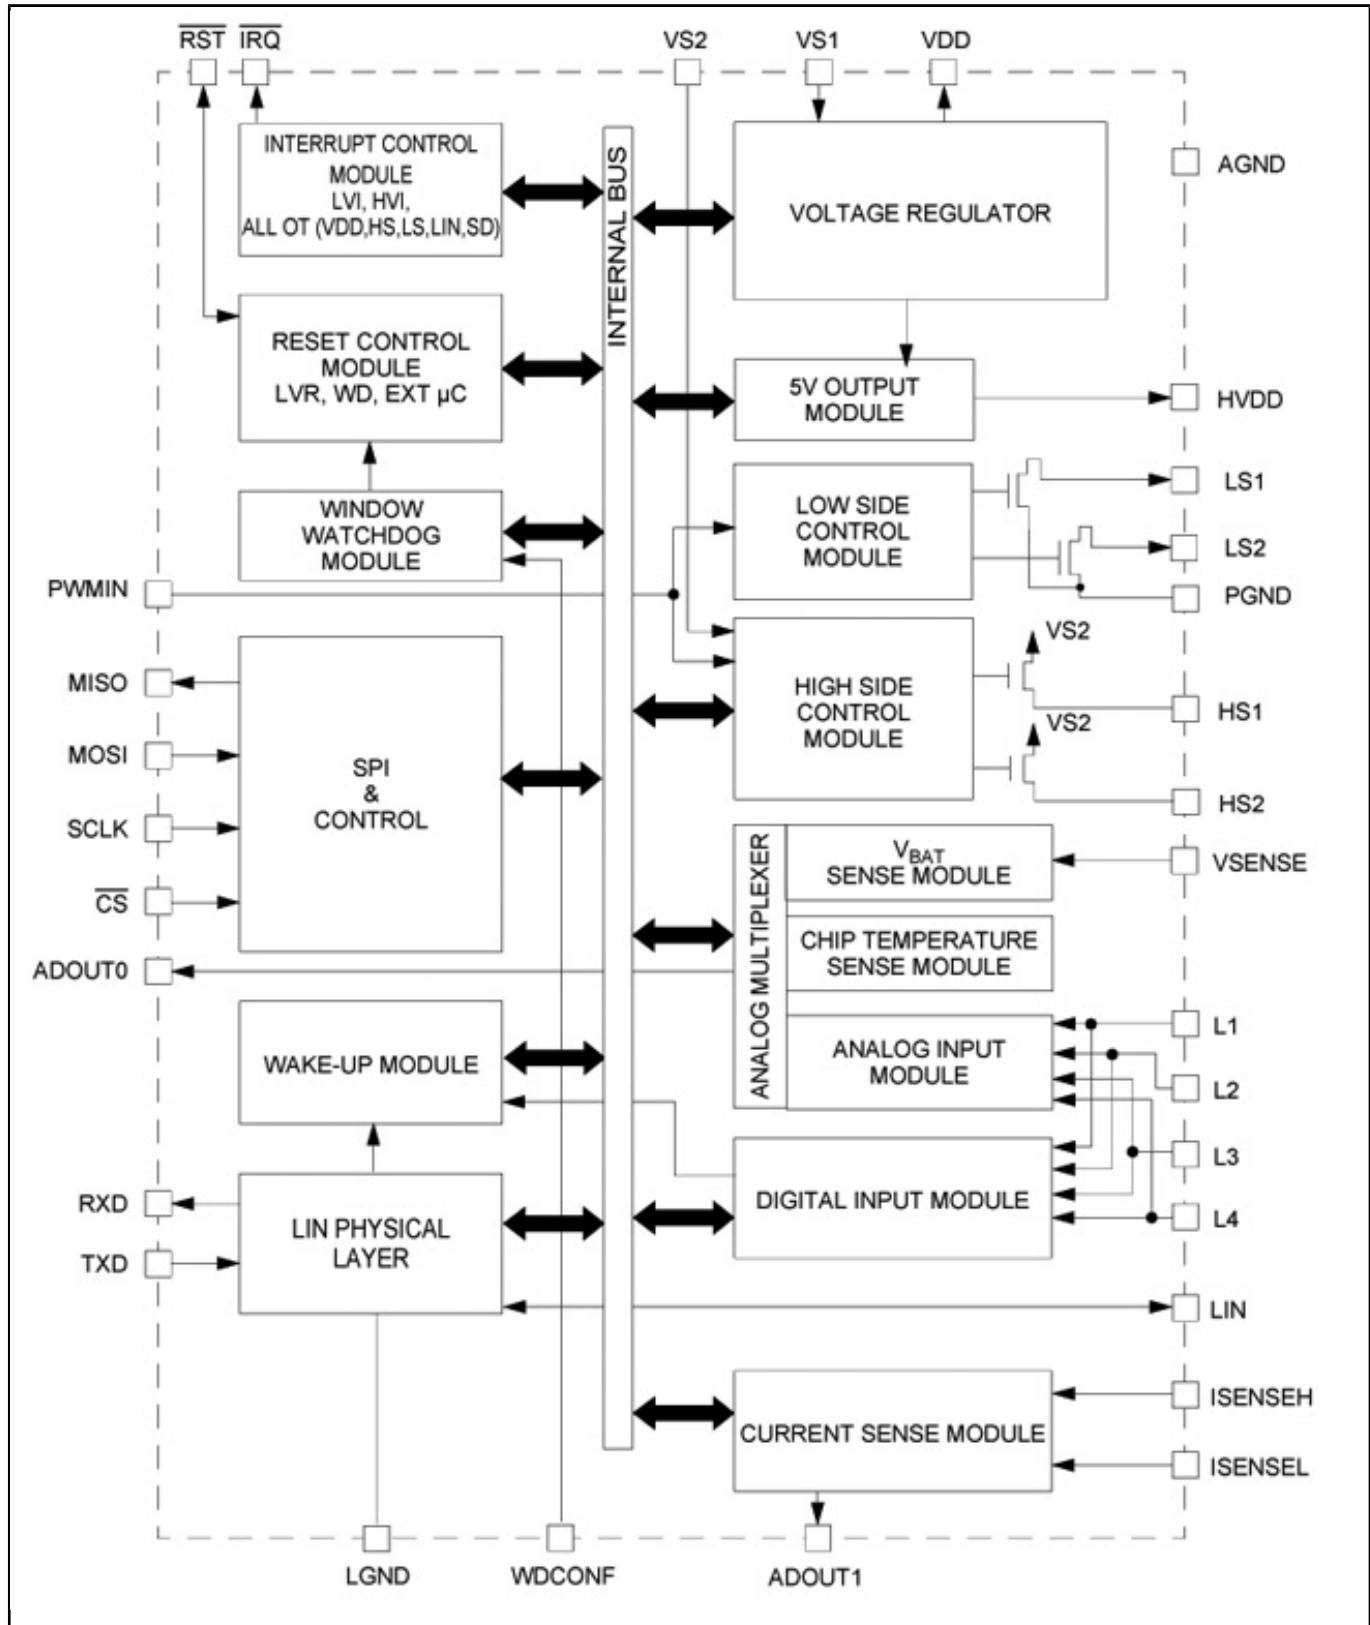 RST IRQ VS2 VS1 VDD
INTERRUPT CONTROL
MODULE
LVI, HVI,
ALL OT (VDD,HS,LS,LIN,SD)
INTERNAL BUS
VOLTAGE REGULATOR
AGND
RESET CONTROL
MODULE
LVR, WD, EXT µC
5V OUTPUT
MODULE
HVDD
WINDOW
WATCHDOG
MODULE
LOW SIDE
CONTROL
MODULE
LS1
LS2
PGND
PWMIN
VS2
HIGH SIDE
CONTROL
MODULE
HS1
VS2
HS2
MISO
MOSI
SCLK
CS
SPI
&
CONTROL
ADOUT0
ANALOG MULTIPLEXER
VBAT
SENSE MODULE
VSENSE
CHIP TEMPERATURE
SENSE MODULE
ANALOG INPUT
MODULE
L1
L2
L3
L4
WAKE-UP MODULE
DIGITAL INPUT MODULE
RXD
TXD
LIN PHYSICAL
LAYER
LIN
CURRENT SENSE MODULE
ISENSEH
ISENSEL
LGND WDCONF ADOUT1